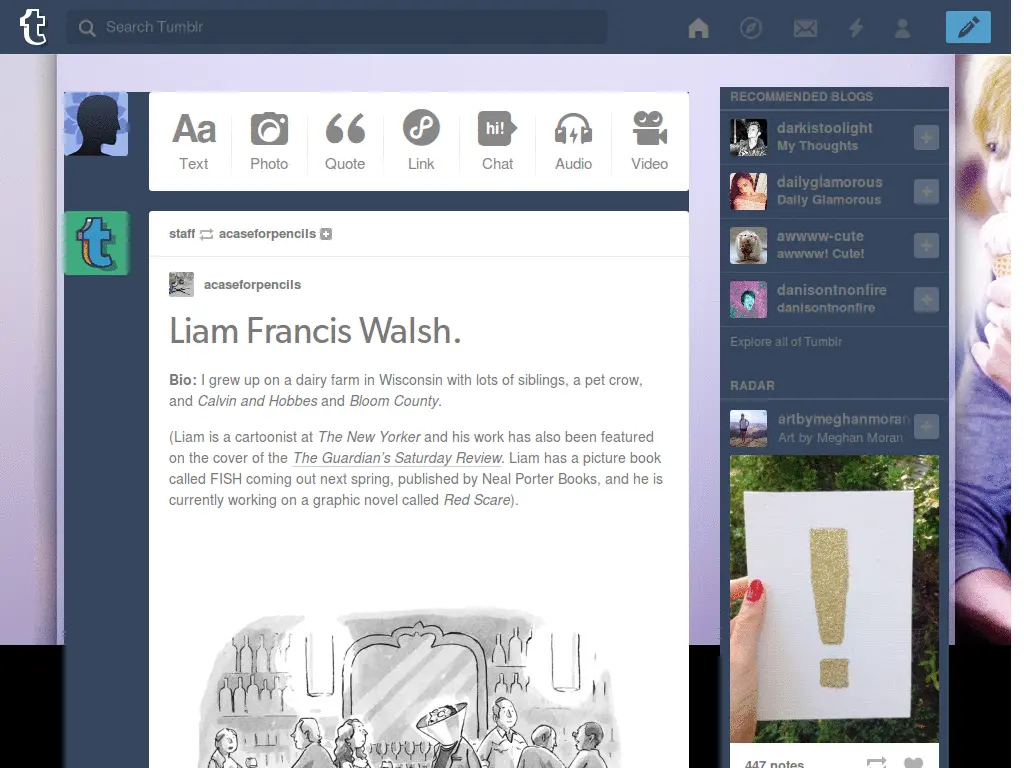 t
Search Tumblr
Aa
hi!
Text
Photo
Quote
Link
Chat
Audio
Video
staff acaseforpencils
acaseforpencils
Liam Francis Walsh.
Bio: I grew up on a dairy farm in Wisconsin with lots of siblings, a pet crow,
and Calvin and Hobbes and Bloom County.
(Liam is a cartoonist at The New Yorker and his work has also been featured
on the cover of the The Guardian’s Saturday Review. Liam has a picture book
called FISH coming out next spring, published by Neal Porter Books, and he is
currently working on a graphic novel called Red Scare).
RECOMMENDED BLOGS
darkistoolight
My Thoughts
dailyglamorous
Daily Glamorous
awwww-cute
awwww! Cute!
danisontnonfire
danisontnonfire
Explore all of Tumblr
RADAR
artbymeghanmoran
Art by Meghan Moran
!
447 notes